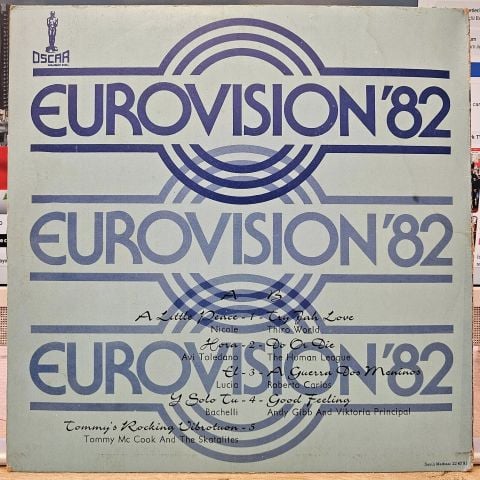 OSCAR
EUROVISION '82
EUROVISION '82
A B
A Little Peace - 1 - Try Jah Love
Nicole Third World
Hora - 2 - Do Or Die
Avi Toledano The Human League
El - 3 - A Guerra Dos Meninos
Lucia Roberto Carlos
EUROVISION '82
Y Solo Tu - 4 - Good Feeling
Bachelli Andy Gibb And Viktoria Principal
Tommy's Rocking Vibrotuon - 5
Tommy Mc Cook And The Skatalites